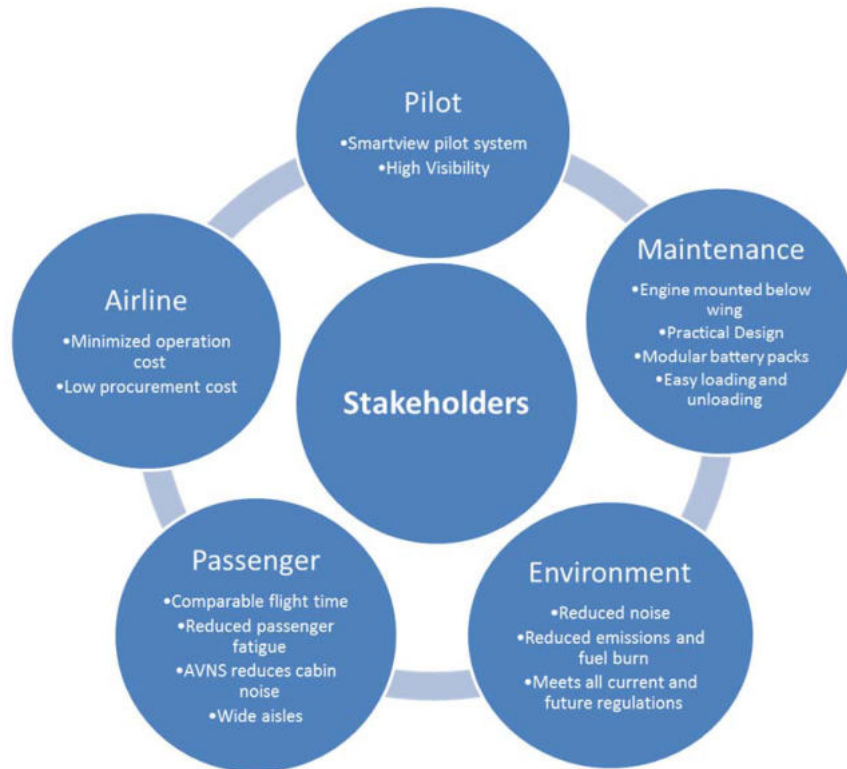 Pilot
•Smartview pilot system
•High Visibility
Maintenance
•Engine mounted below
wing
•Practical Design
•Modular battery packs
•Easy loading and
unloading
Environment
•Reduced noise
•Reduced emissions and
fuel burn
•Meets all current and
future regulations
Passenger
•Comparable flight time
•Reduced passenger
fatigue
•AVNS reduces cabin
noise
•Wide aisles
Airline
•Minimized operation
cost
•Low procurement cost
Stakeholders